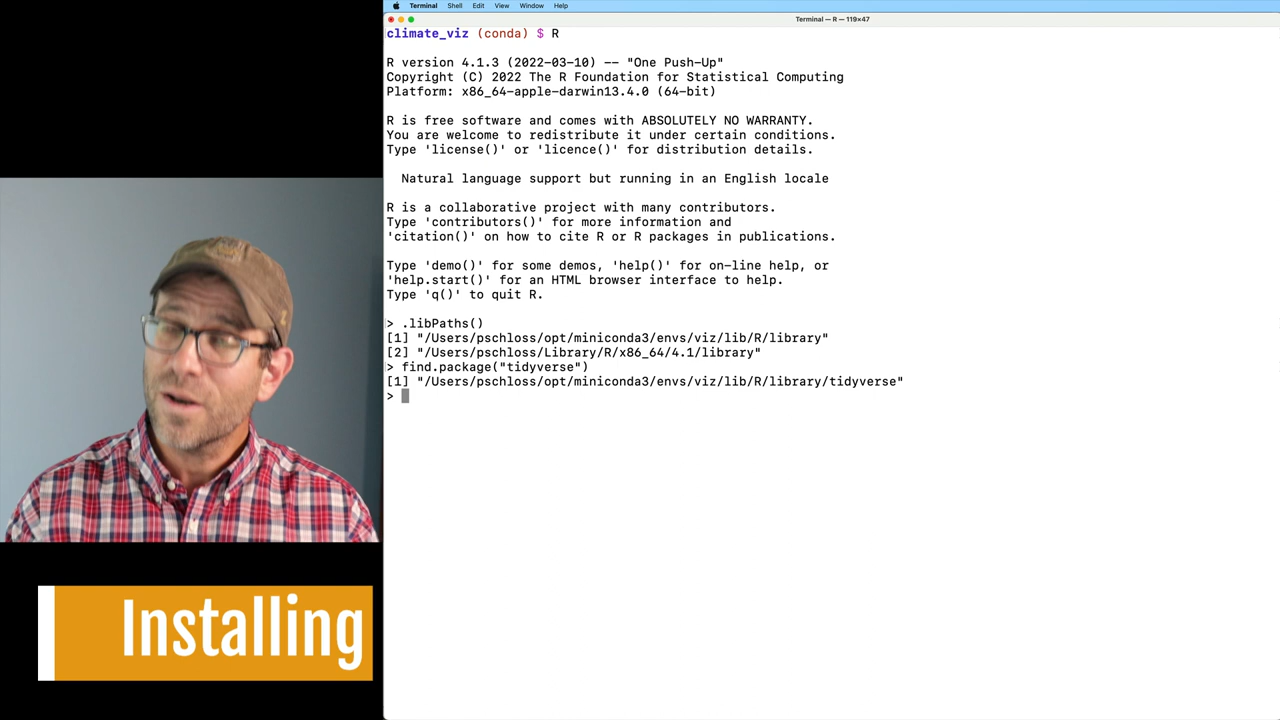 Terminal Shell Edit View Window Help
Terminal — R — 119×47
climate_viz (conda) $ R
R version 4.1.3 (2022-03-10) -- "One Push-Up"
Copyright (C) 2022 The R Foundation for Statistical Computing
Platform: x86_64-apple-darwin13.4.0 (64-bit)
R is free software and comes with ABSOLUTELY NO WARRANTY.
You are welcome to redistribute it under certain conditions.
Type 'license()' or 'licence()' for distribution details.
Natural language support but running in an English locale
R is a collaborative project with many contributors.
Type 'contributors()' for more information and
'citation()' on how to cite R or R packages in publications.
Type 'demo()' for some demos, 'help()' for on-line help, or
'help.start()' for an HTML browser interface to help.
Type 'q()' to quit R.
> .libPaths()
[1] "/Users/pschloss/opt/miniconda3/envs/viz/lib/R/library"
[2] "/Users/pschloss/Library/R/x86_64/4.1/library"
> find.package("tidyverse")
[1] "/Users/pschloss/opt/miniconda3/envs/viz/lib/R/library/tidyverse"
>
Installing